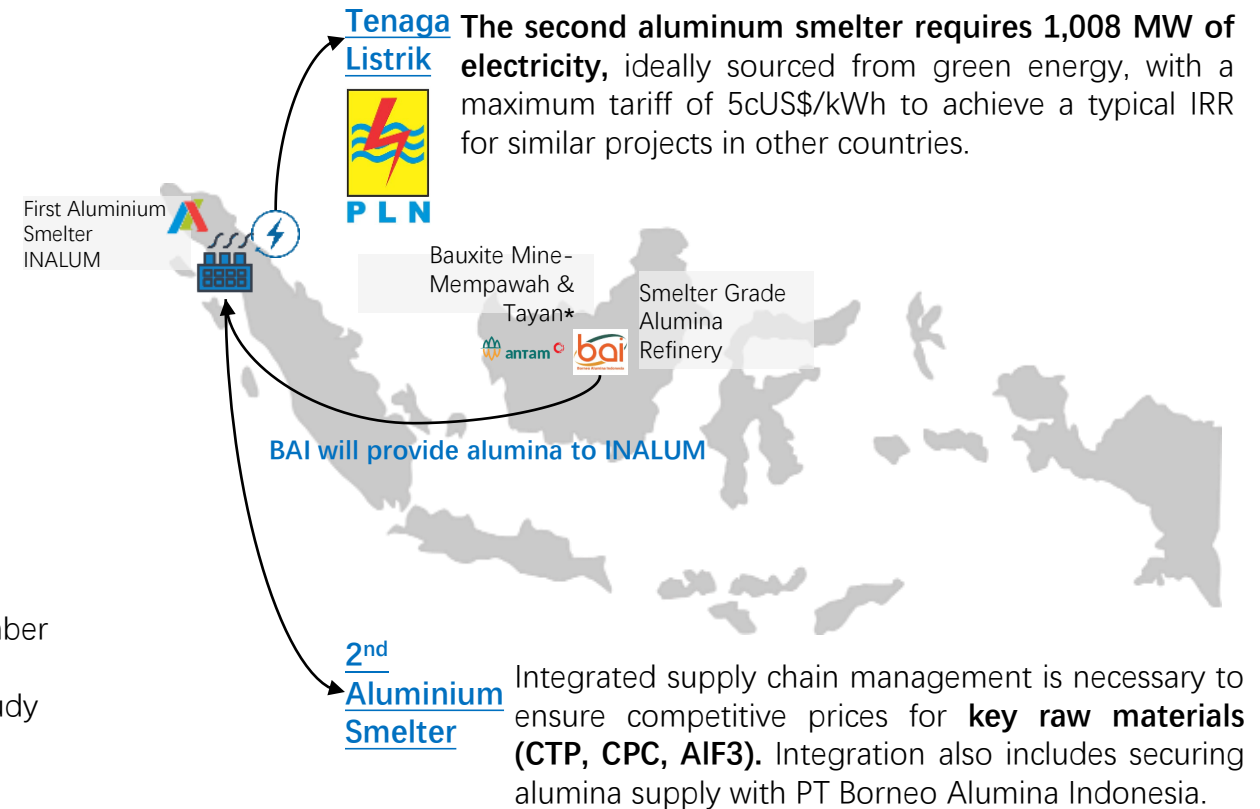 Tenaga
Listrik
The second aluminum smelter requires 1,008 MW of
electricity, ideally sourced from green energy, with a
maximum tariff of 5cUS$/kWh to achieve a typical IRR
for similar projects in other countries.
PLN
First Aluminium
Smelter
INALUM
Bauxite Mine-
Mempawah &
Tayan*
antam
bai
Borneo Alumina Indonesia
Smelter Grade
Alumina
Refinery
BAI will provide alumina to INALUM
2nd
Aluminium
Smelter
Integrated supply chain management is necessary to
ensure competitive prices for key raw materials
(CTP, CPC, AlF3). Integration also includes securing
alumina supply with PT Borneo Alumina Indonesia.